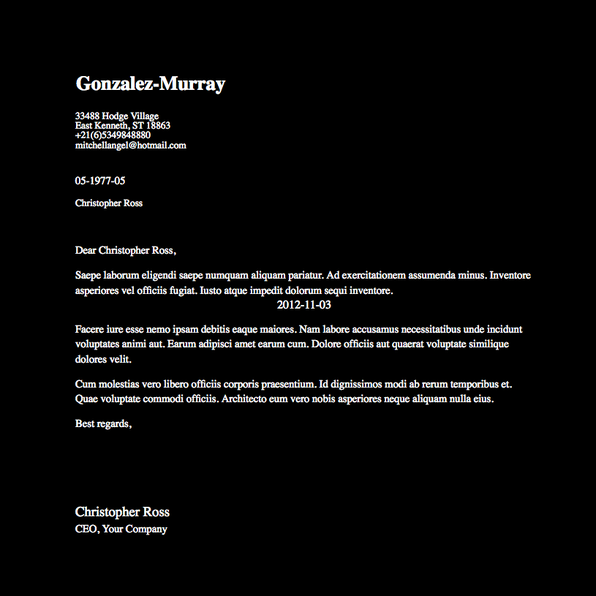 Gonzalez-Murray
33488 Hodge Village
East Kenneth, ST 18863
+21(6)5349848880
mitchellangel@hotmail.com
05-1977-05
Christopher Ross
Dear Christopher Ross,
Saepe laborum eligendi saepe numquam aliquam pariatur. Ad exercitationem assumenda minus. Inventore
asperiores vel officiis fugiat. Iusto atque impedit dolorum sequi inventore.
2012-11-03
Facere iure esse nemo ipsam debitis eaque maiores. Nam labore accusamus necessitatibus unde incidunt
voluptates animi aut. Earum adipisci amet earum cum. Dolore officiis aut quaerat voluptate similique
dolores velit.
Cum molestias vero libero officiis corporis praesentium. Id dignissimos modi ab rerum temporibus et.
Quae voluptate commodi officiis. Architecto eum vero nobis asperiores neque aliquam nulla eius.
Best regards,
Christopher Ross
CEO, Your Company